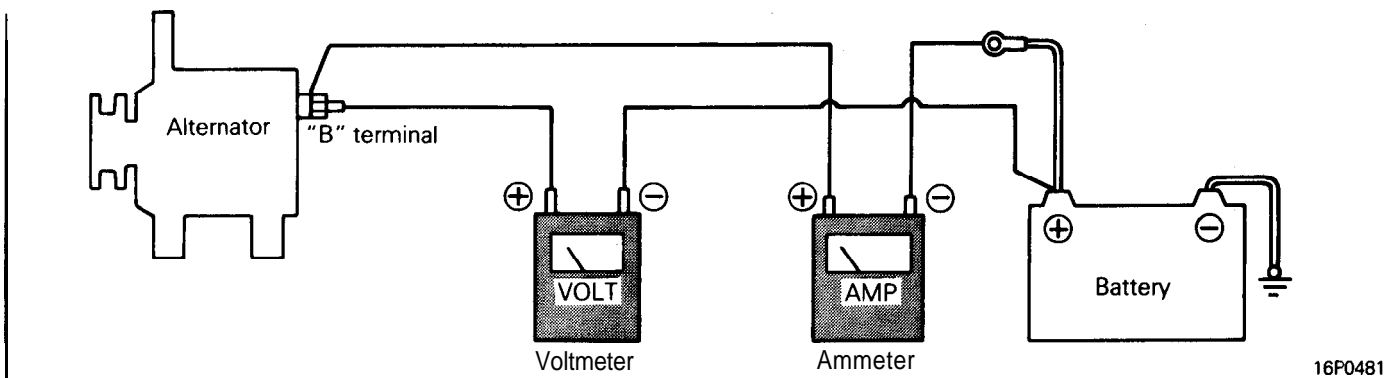 Alternator
"B" terminal
⊕
⊖
⊕
⊖
⊕
⊖
VOLT
AMP
Battery
Voltmeter
Ammeter
16P0481